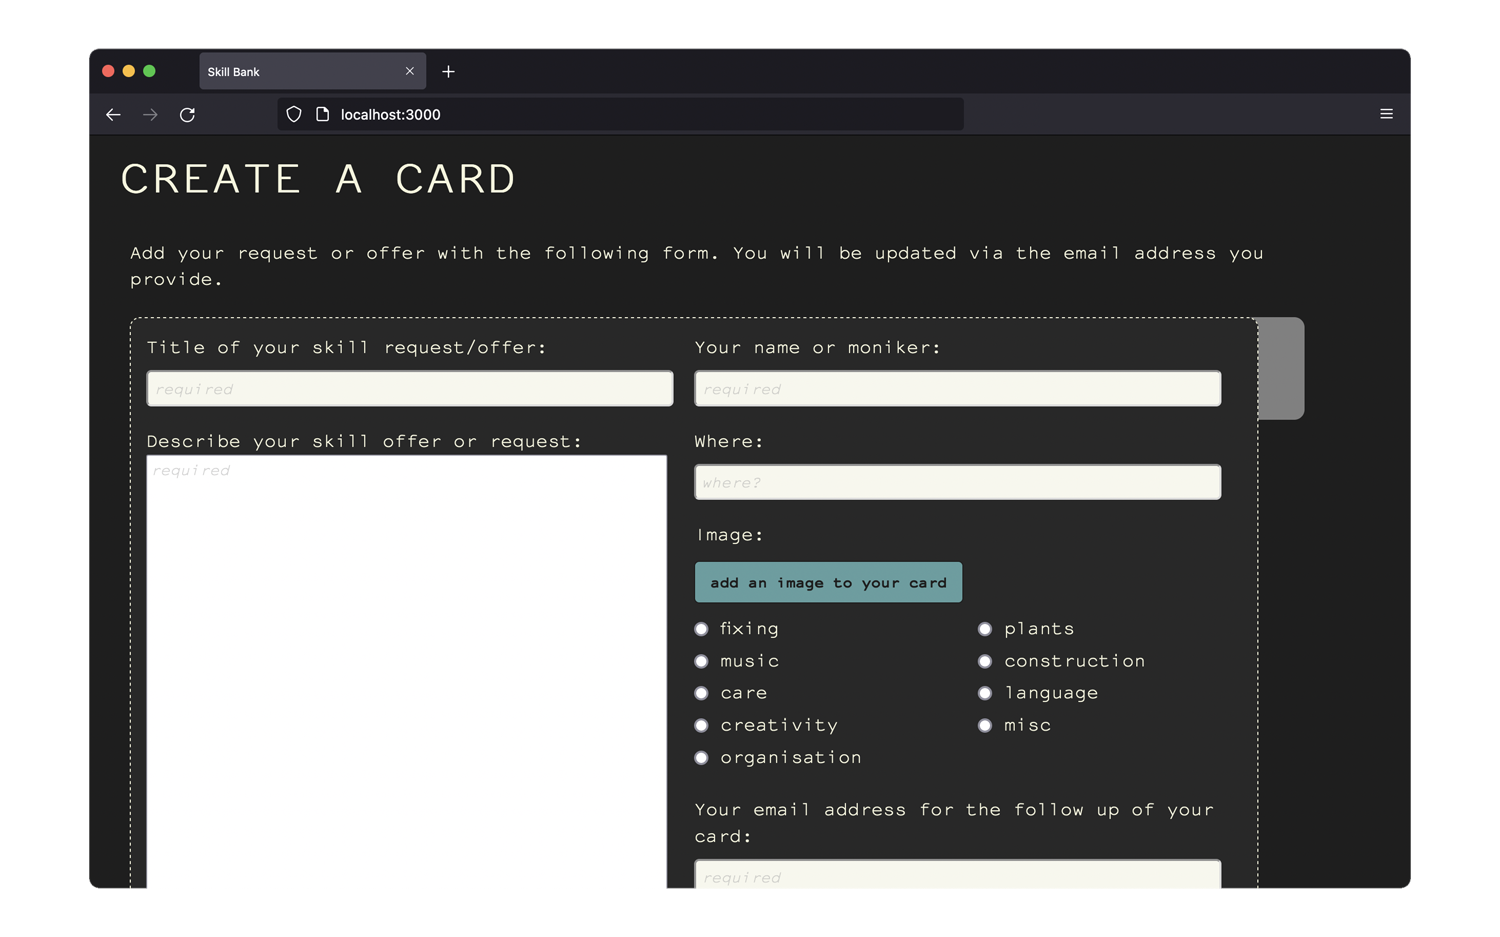 Skill Bank
localhost:3000
CREATE A CARD
Add your request or offer with the following form. You will be updated via the email address you
provide.
Title of your skill request/offer:
required
Describe your skill offer or request:
required
Your name or moniker:
required
Where:
where?
Image:
add an image to your card
fixing
plants
music
construction
care
language
creativity
misc
organisation
Your email address for the follow up of your
card:
required